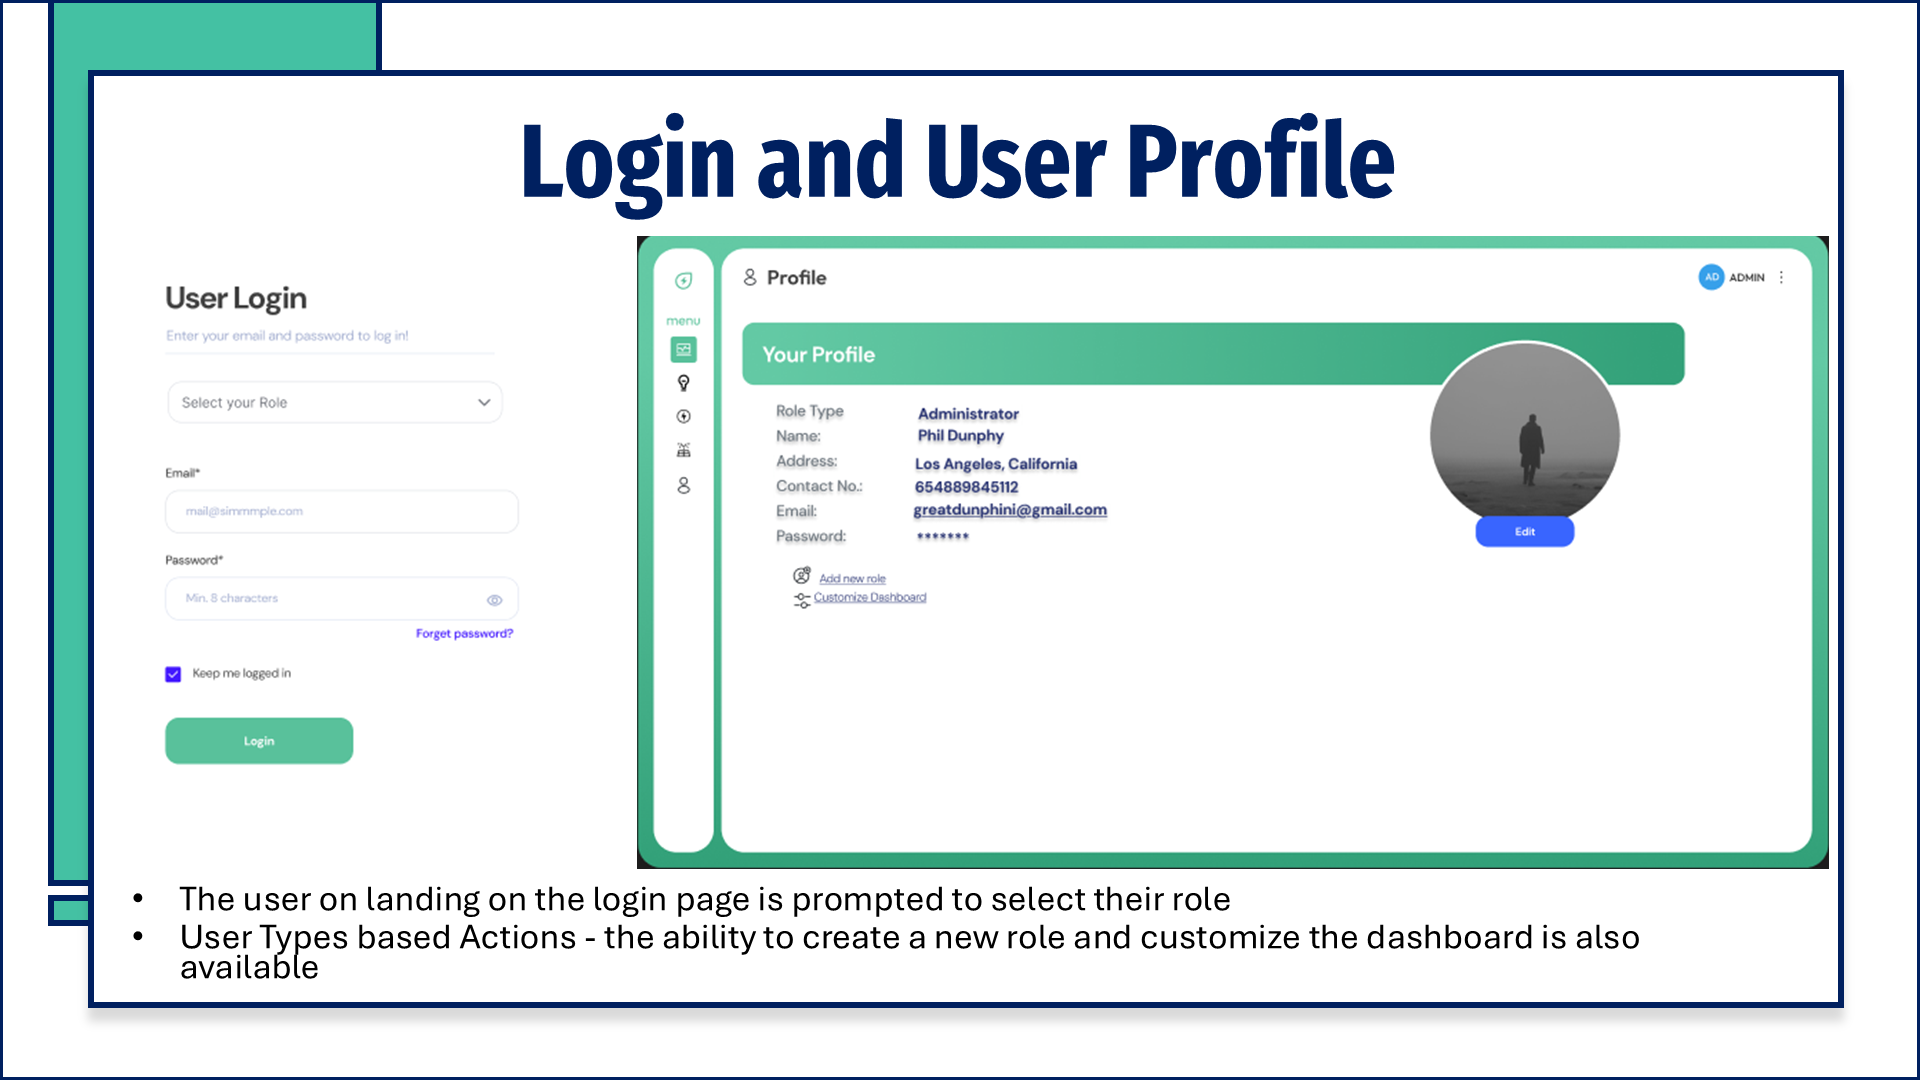 Login and User Profile
User Login
Enter your email and password to log in!
Select your Role
Email*
mail@simmmple.com
Password*
Min. 8 characters
Forget password?
Keep me logged in
Login
menu
Profile
AD ADMIN
Your Profile
Role Type Administrator
Name: Phil Dunphy
Address: Los Angeles, California
Contact No.: 654889845112
Email: greatdunphini@gmail.com
Password: *******
Edit
Add new role
Customize Dashboard
• The user on landing on the login page is prompted to select their role
• User Types based Actions - the ability to create a new role and customize the dashboard is also
available